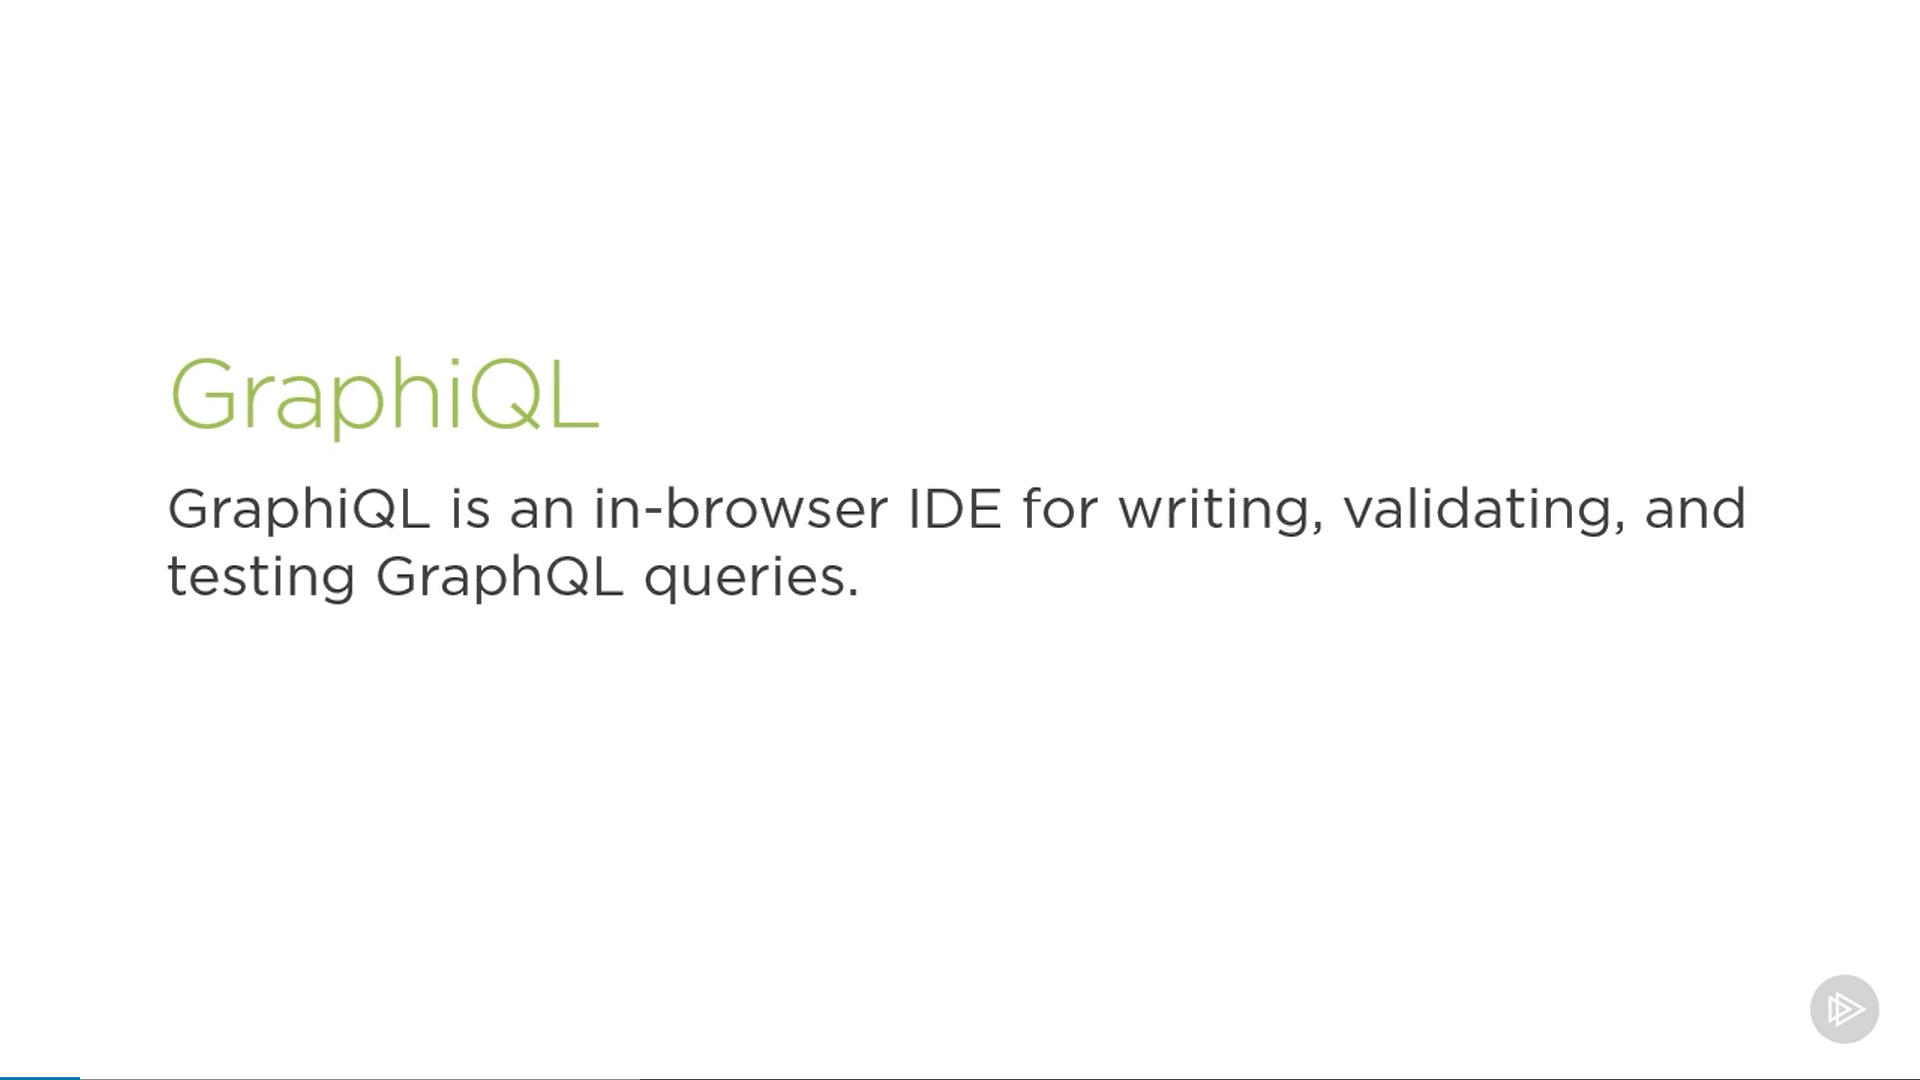 GraphiQL
GraphiQL is an in-browser IDE for writing, validating, and
testing GraphQL queries.